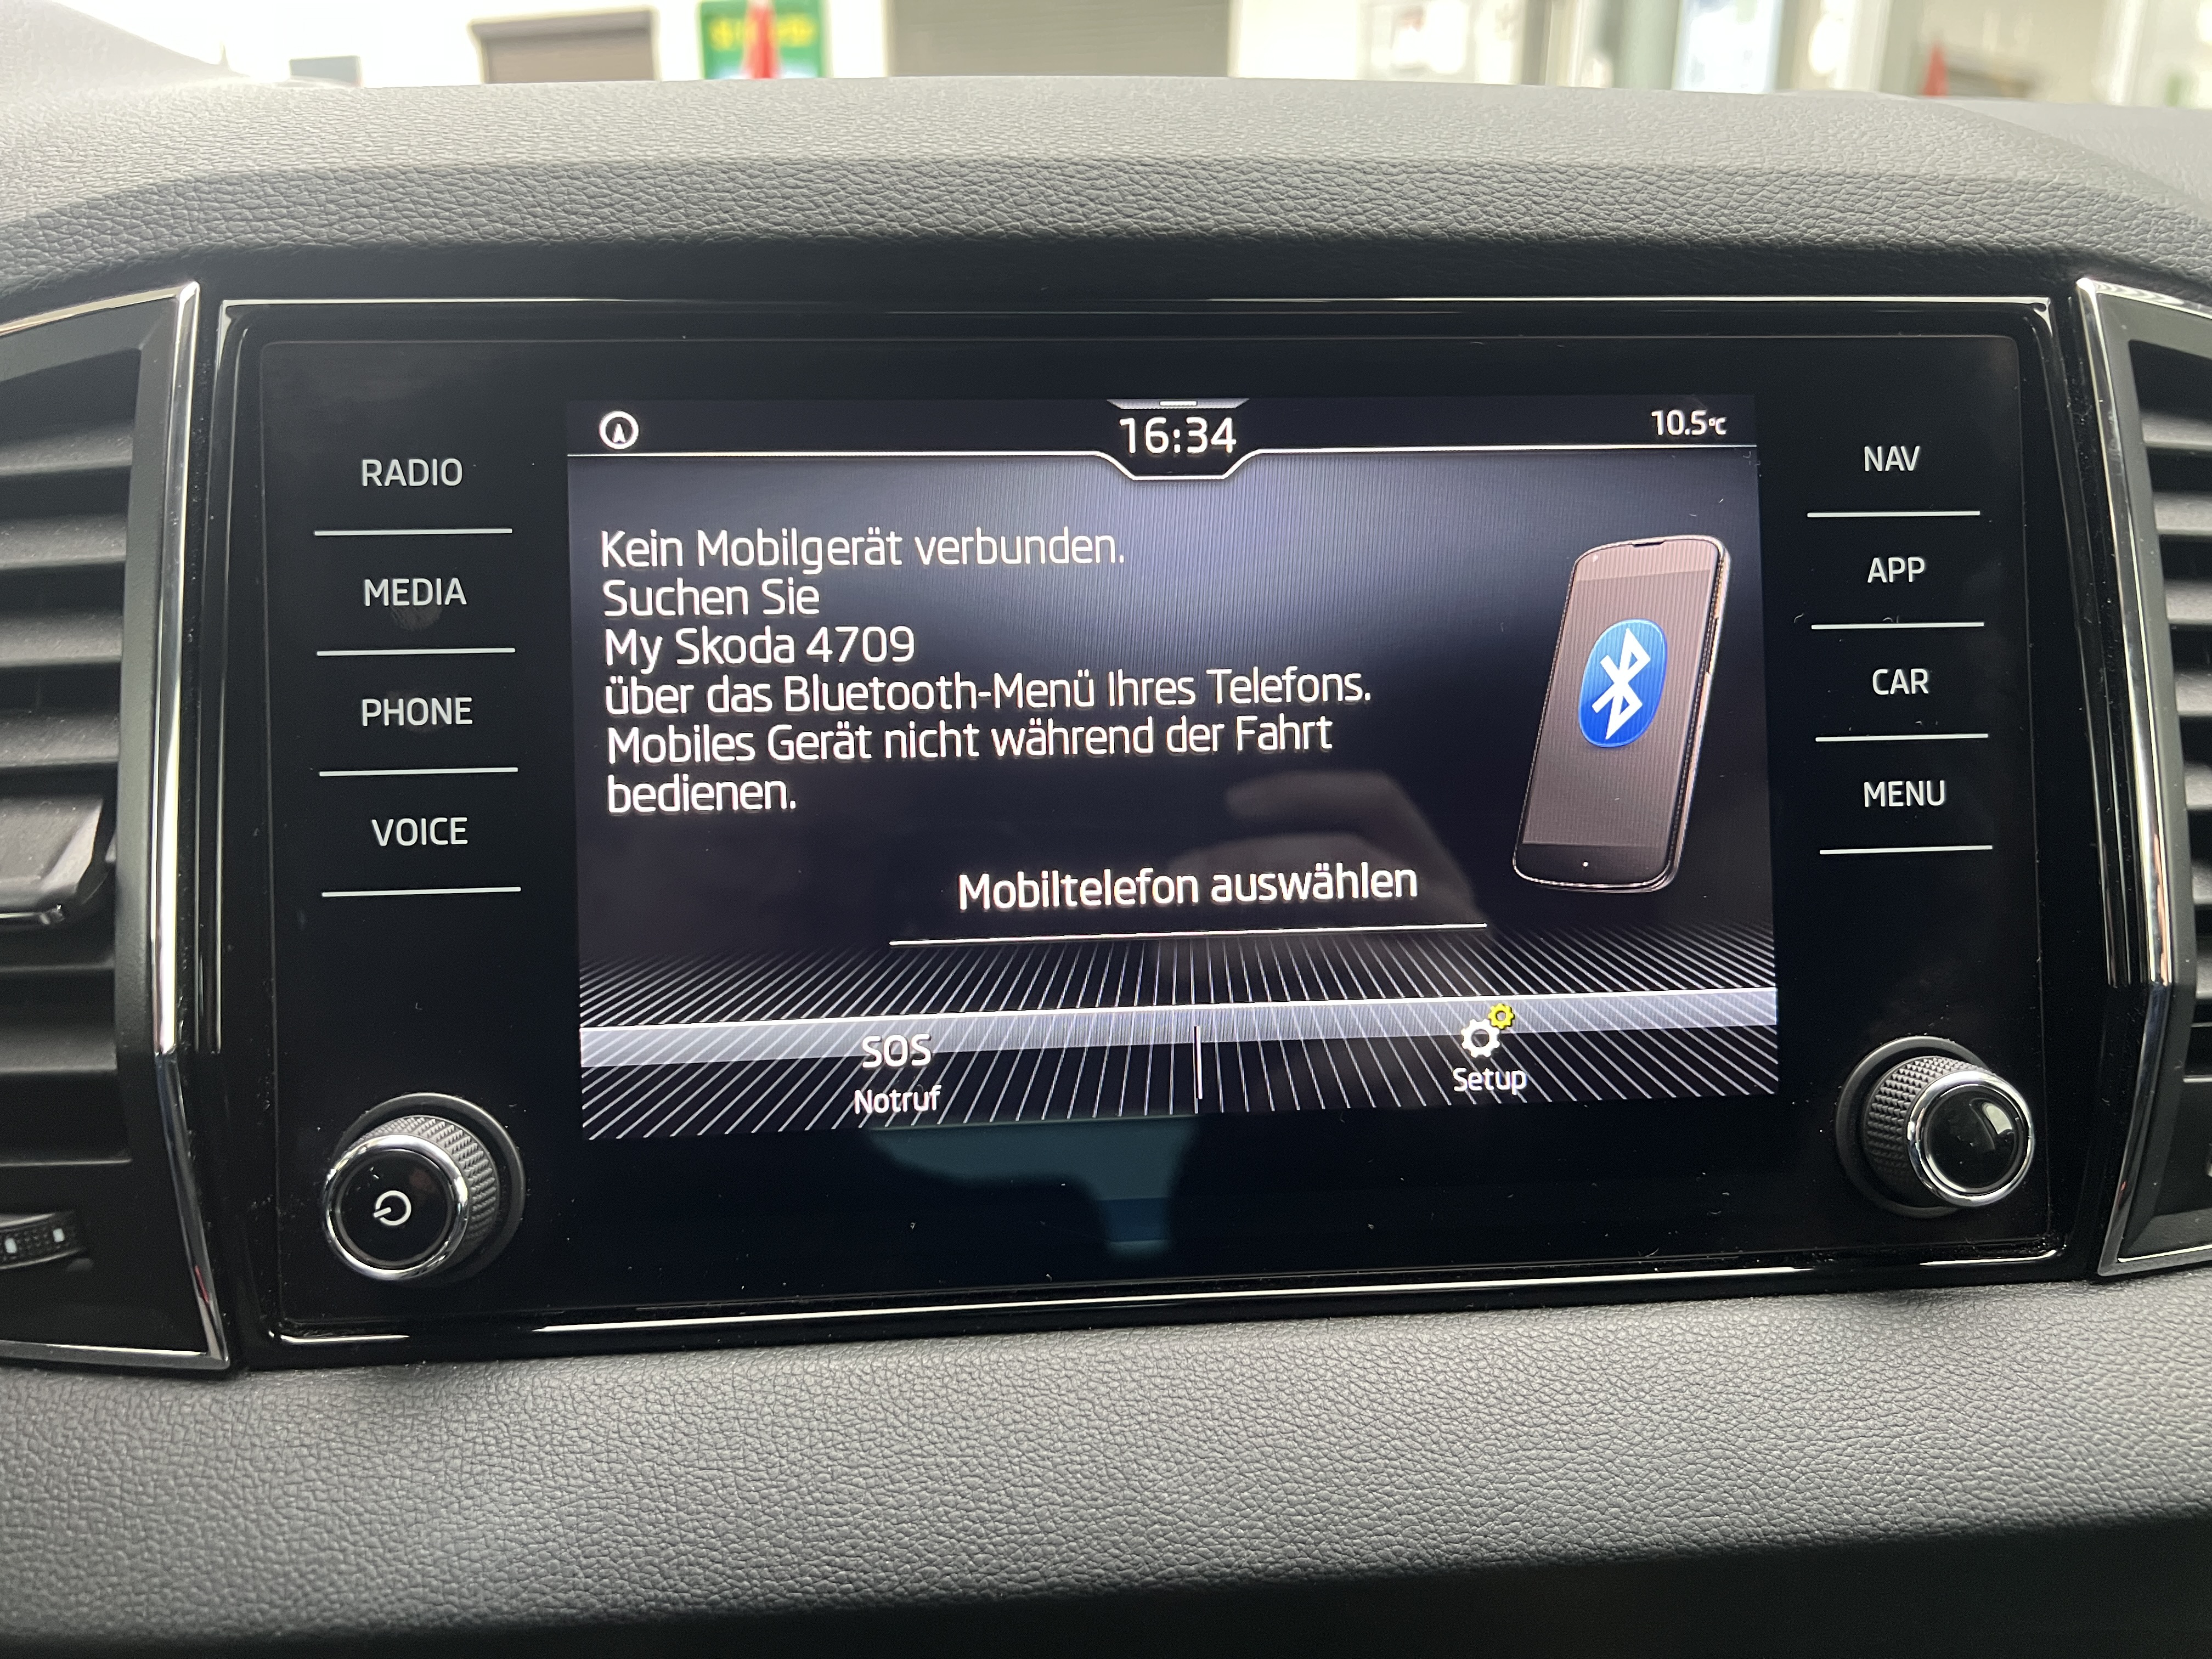 16:34
10.5°C
RADIO
MEDIA
PHONE
VOICE
Kein Mobilgerät verbunden.
Suchen Sie
My Skoda 4709
über das Bluetooth-Menü Ihres Telefons.
Mobiles Gerät nicht während der Fahrt
bedienen.
Mobiltelefon auswählen
SOS
Notruf
Setup
NAV
APP
CAR
MENU